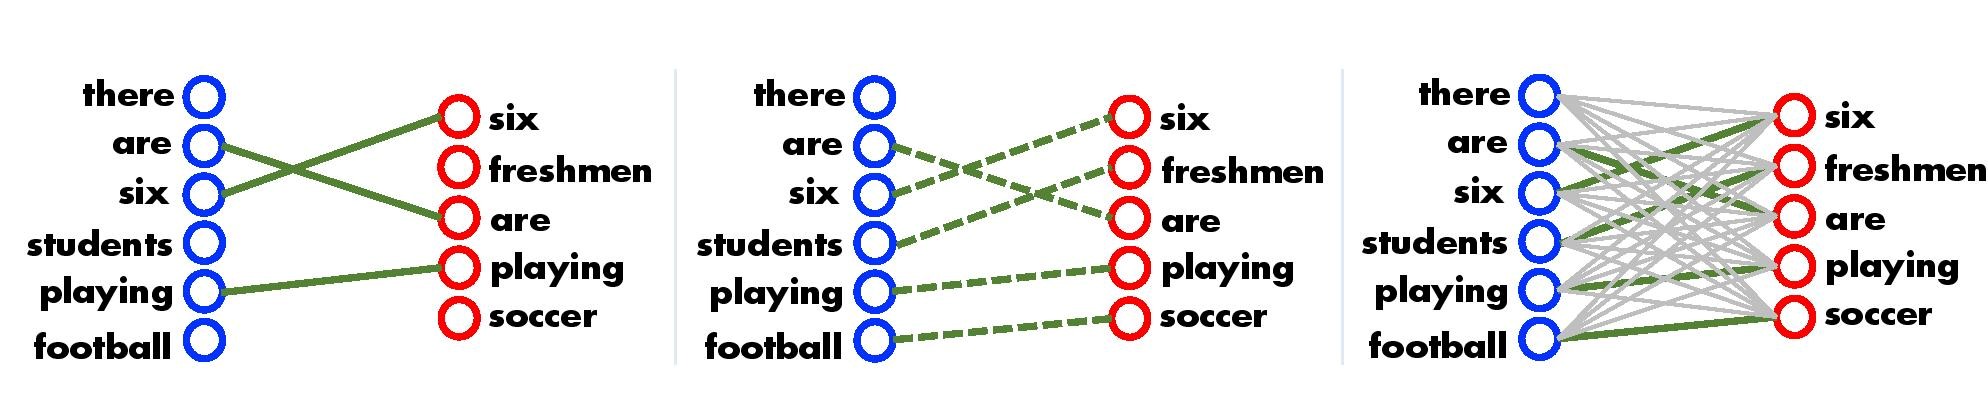 there
are
six
students
playing
football
six
freshmen
are
playing
soccer
there
are
six
students
playing
football
six
freshmen
are
playing
soccer
there
are
six
students
playing
football
six
freshmen
are
playing
soccer